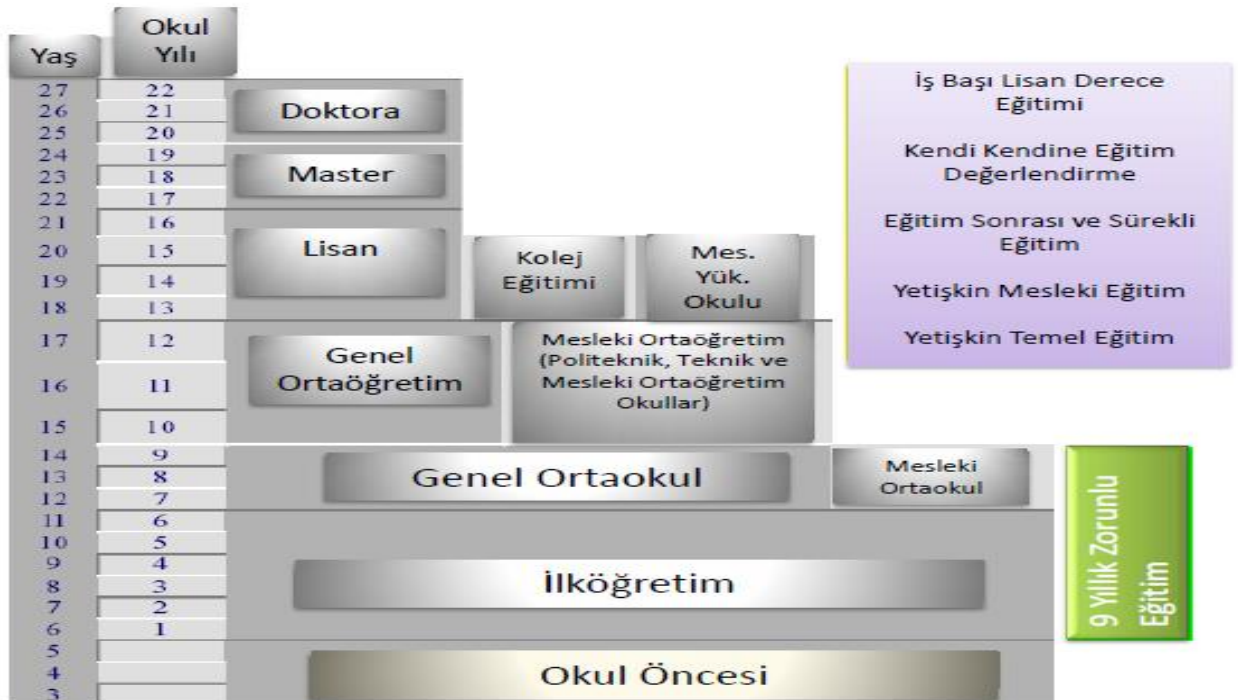 Yaş
Okul
Yılı
27 22
26 21
25 20
24 19
23 18
22 17
21 16
20 15
19 14
18 13
17 12
16 11
15 10
14 9
13 8
12 7
11 6
10 5
9 4
8 3
7 2
6 1
5
4
3
Doktora
Master
Lisan
Kolej
Eğitimi
Mes.
Yük.
Okulu
Genel
Ortaöğretim
Mesleki Ortaöğretim
(Politeknik, Teknik ve
Mesleki Ortaöğretim
Okullar)
Genel Ortaokul
Mesleki
Ortaokul
İlköğretim
Okul Öncesi
9 Yıllık Zorunlu
Eğitim
İş Başı Lisan Derece
Eğitimi
Kendi Kendine Eğitim
Değerlendirme
Eğitim Sonrası ve Sürekli
Eğitim
Yetişkin Mesleki Eğitim
Yetişkin Temel Eğitim